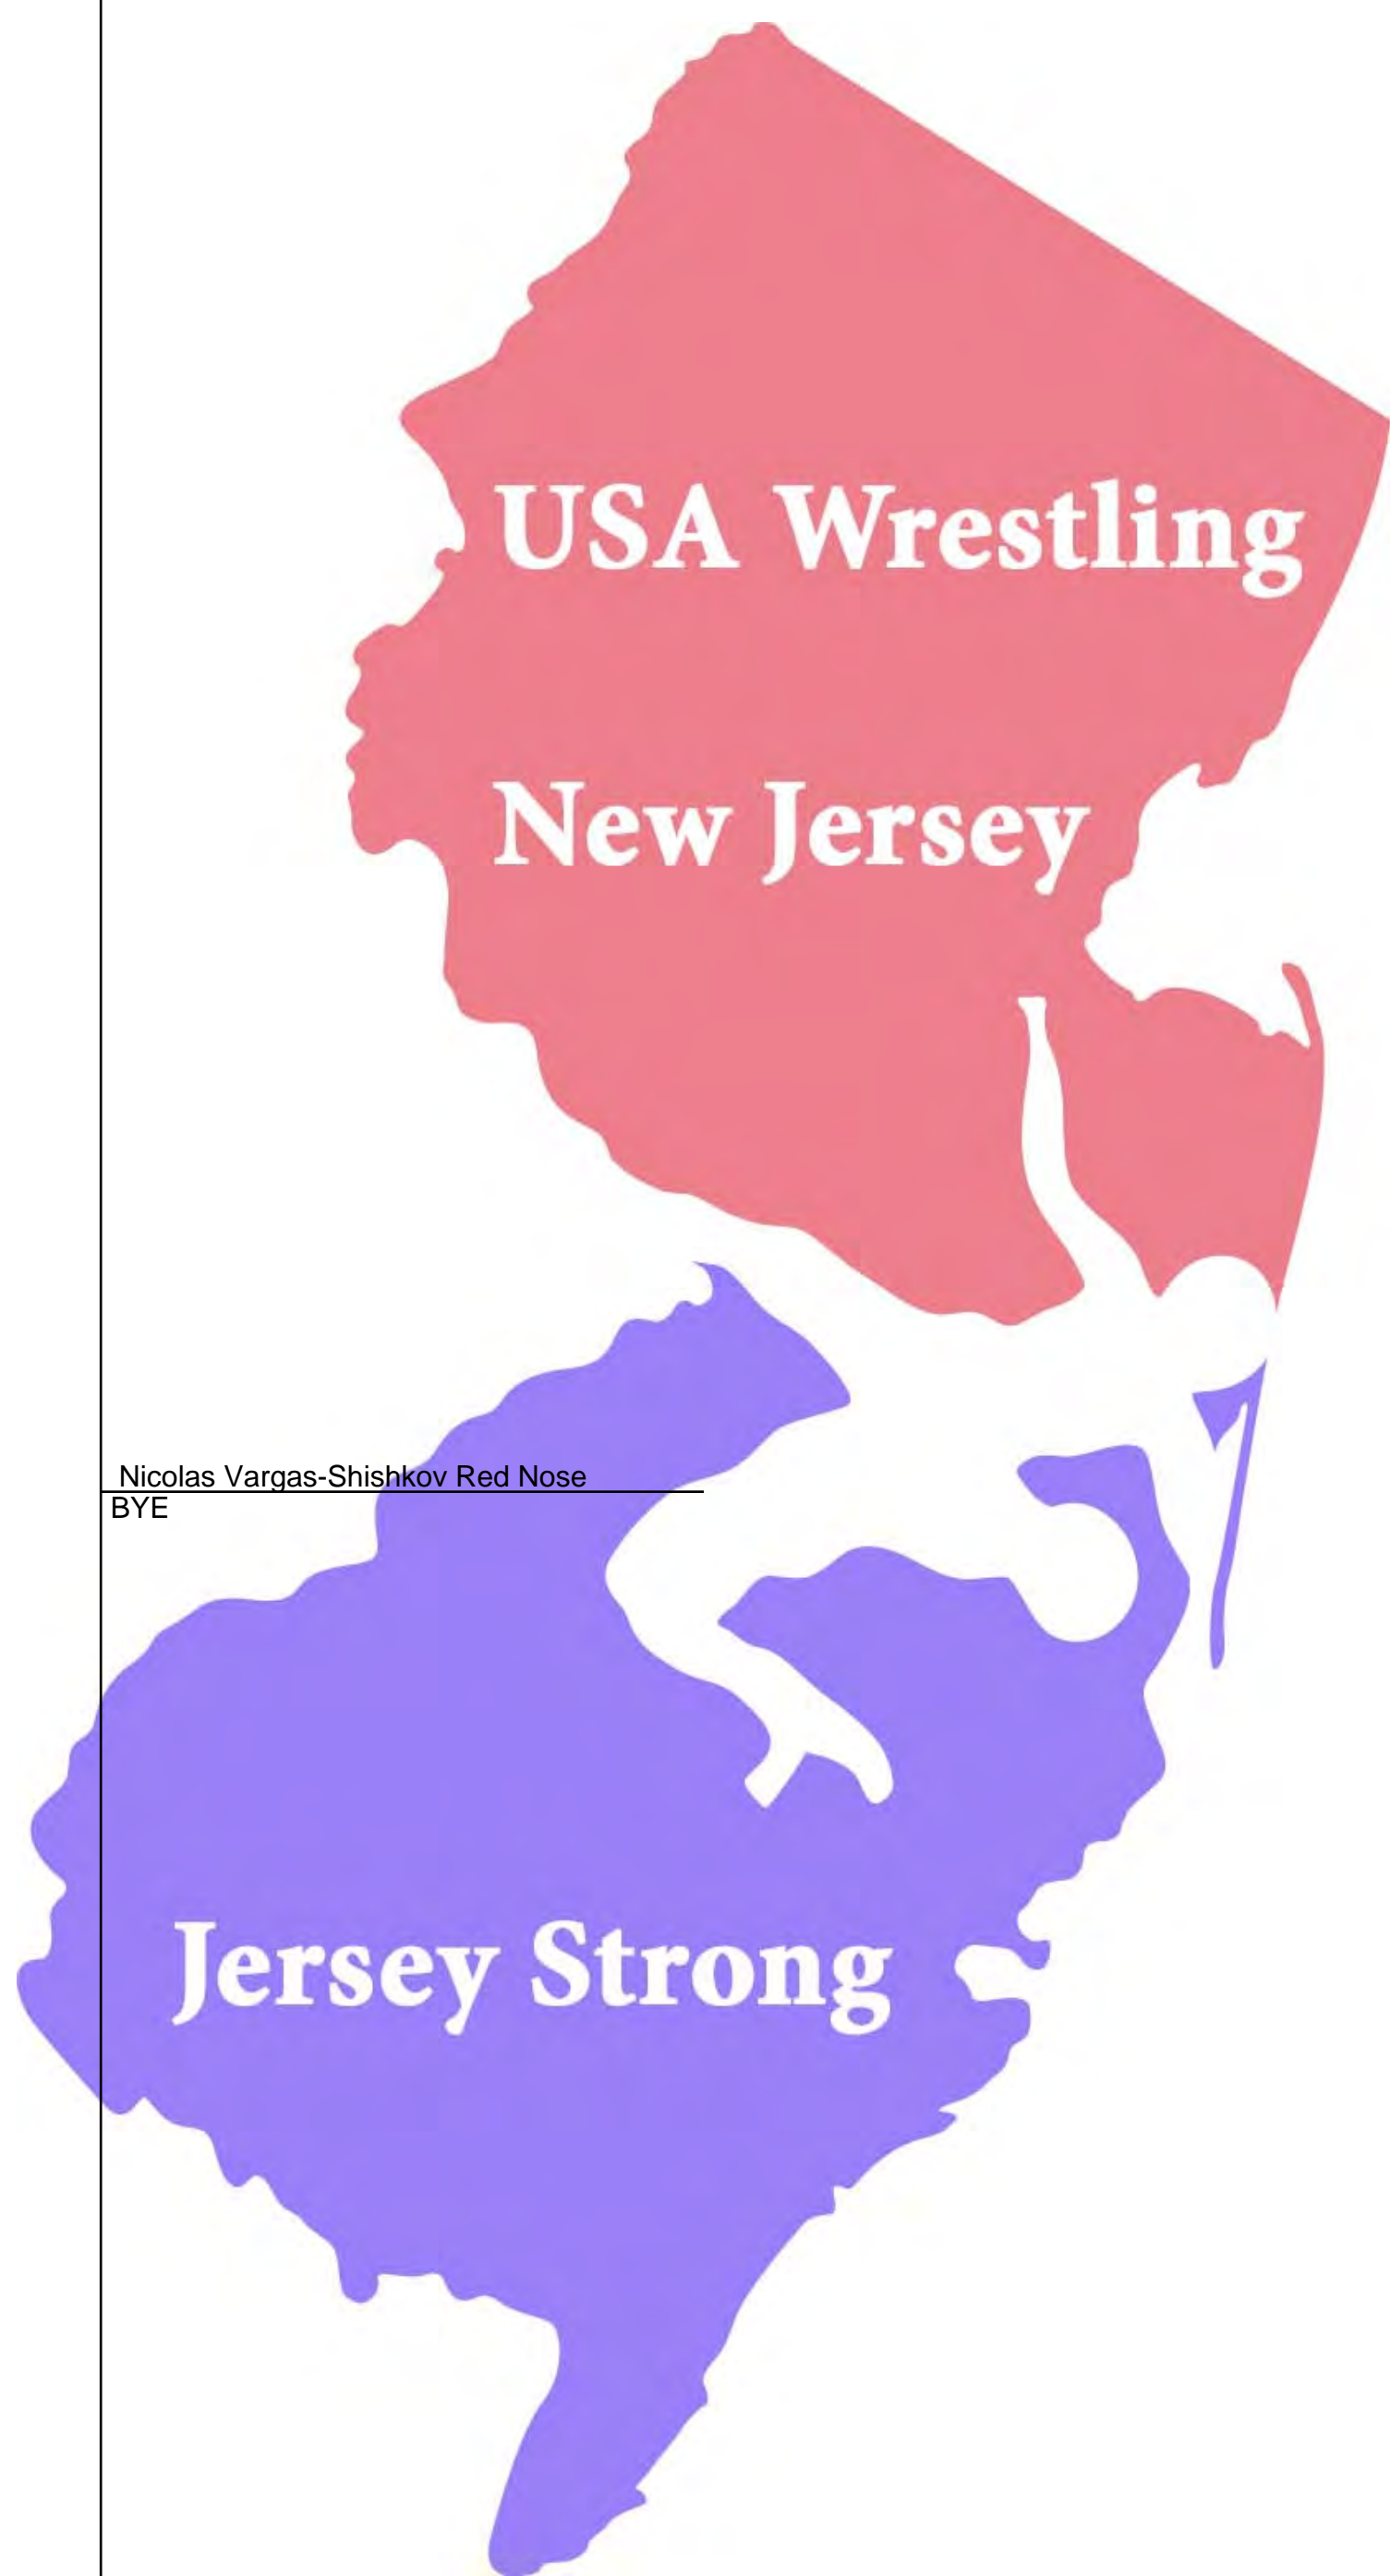 USA Wrestling
New Jersey
Nicolas Vargas-Shishkov Red Nose
BYE
Jersey Strong